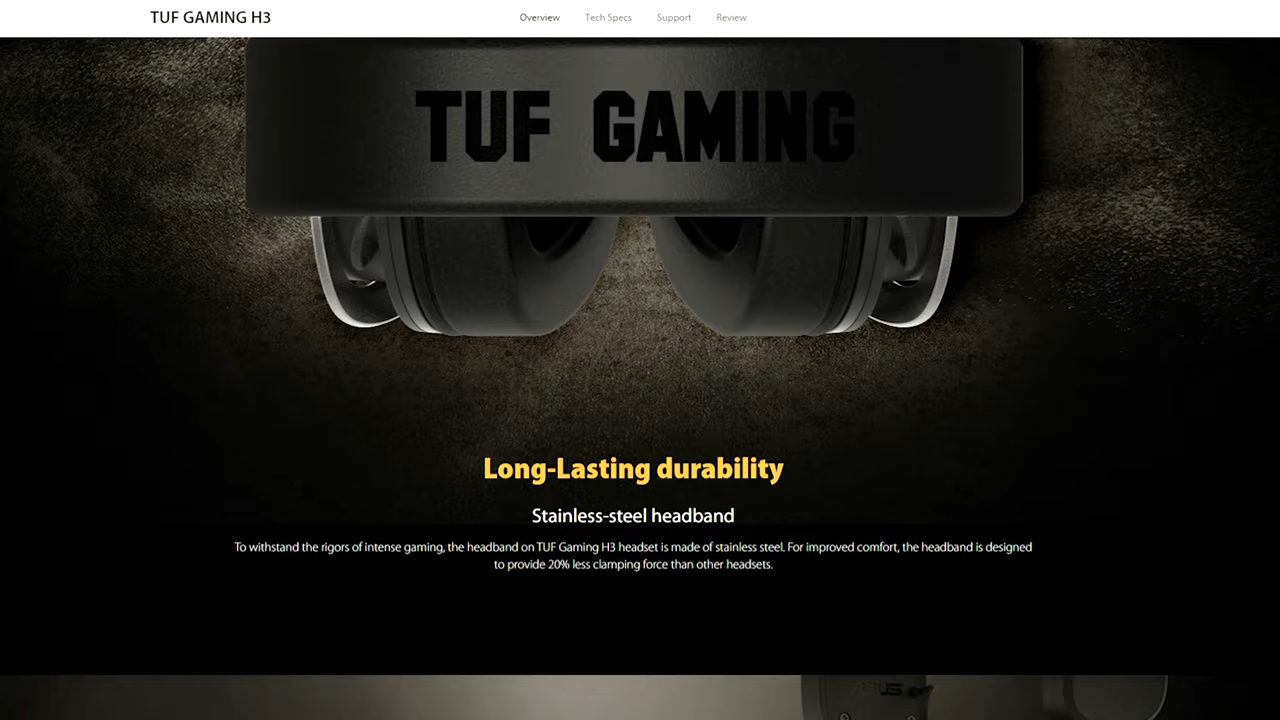 TUF GAMING H3
Overview Tech Specs Support Review
TUF GAMING
Long-Lasting durability
Stainless-steel headband
To withstand the rigors of intense gaming, the headband on TUF Gaming H3 headset is made of stainless steel. For improved comfort, the headband is designed
to provide 20% less clamping force than other headsets.